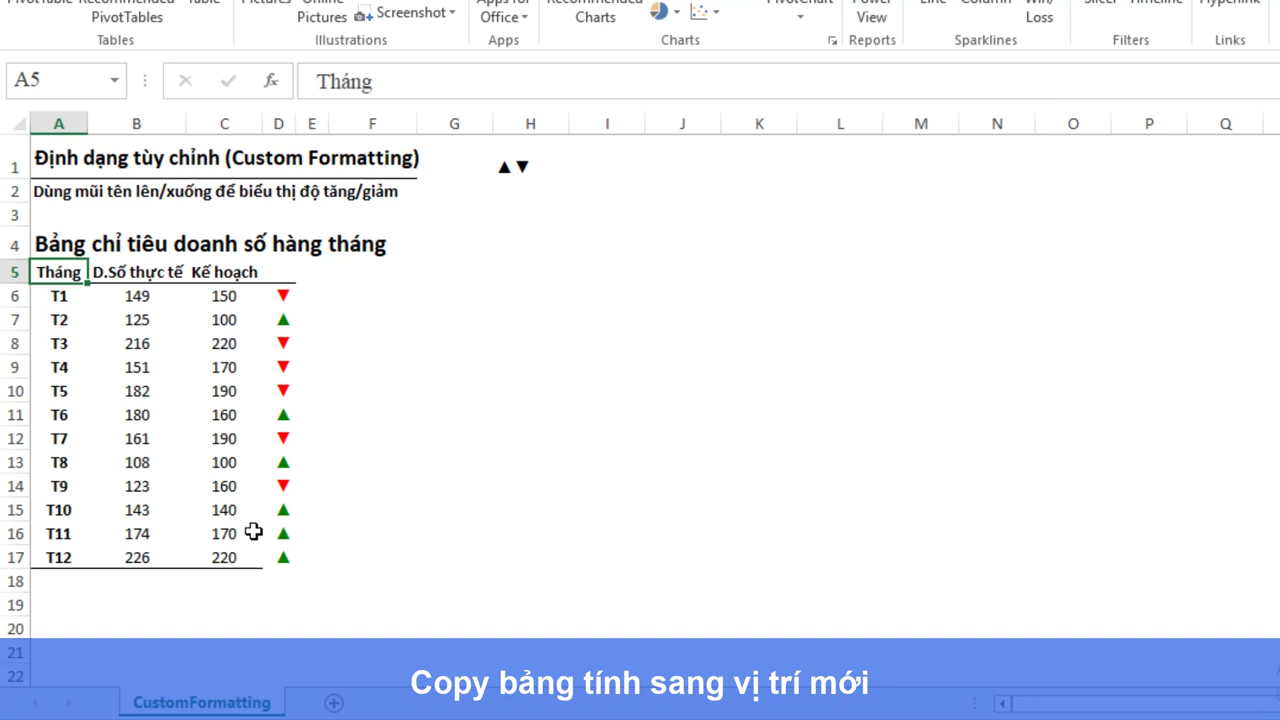 PivotTable Recommended Table Pictures Online Apps for Recommended PivotChart Power Line Column Win/ Slicer Timeline Hyperlink
PivotTables Pictures Screenshot Office Charts View Loss
Tables Illustrations Apps Charts Reports Sparklines Filters Links
A5 fx Tháng
A B C D E F G H I J K L M N O P Q
1 Định dạng tùy chỉnh (Custom Formatting) ▲▼
2 Dùng mũi tên lên/xuống để biểu thị độ tăng/giảm
3
4 Bảng chỉ tiêu doanh số hàng tháng
5 Tháng D.Số thực tế Kế hoạch
6 T1 149 150 ▼
7 T2 125 100 ▲
8 T3 216 220 ▼
9 T4 151 170 ▼
10 T5 182 190 ▼
11 T6 180 160 ▲
12 T7 161 190 ▼
13 T8 108 100 ▲
14 T9 123 160 ▼
15 T10 143 140 ▲
16 T11 174 170 ▲
17 T12 226 220 ▲
18
19
20
21
22
Copy bảng tính sang vị trí mới
CustomFormatting